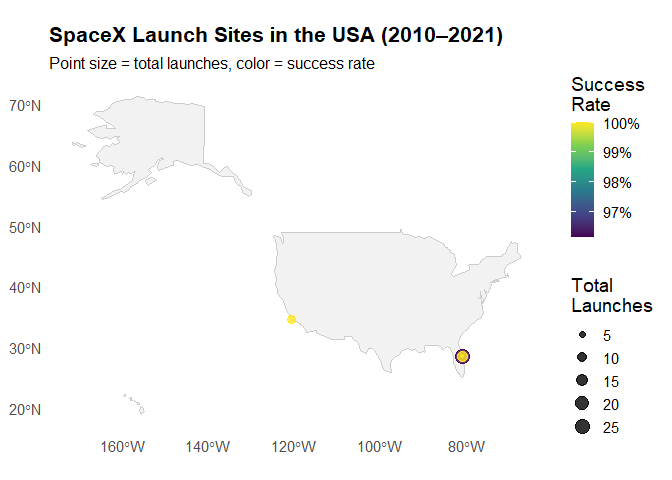 SpaceX Launch Sites in the USA (2010–2021)
Point size = total launches, color = success rate
Success
Rate
100%
99%
98%
97%
Total
Launches
5
10
15
20
25
70°N
60°N
50°N
40°N
30°N
20°N
160°W 140°W 120°W 100°W 80°W